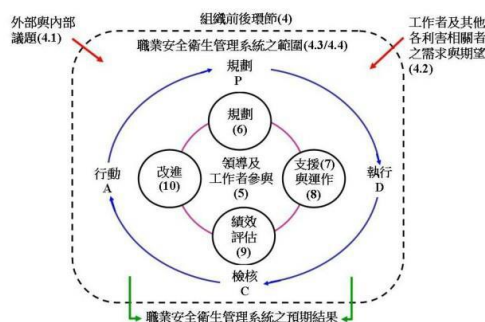 外部與內部
議題(4.1)
組織前後環節(4)
工作者及其他
各利害相關者
之需求與期望
(4.2)
職業安全衛生管理系統之範圍(4.3/4.4)
規劃
P
規劃
(6)
行動
A
改進
(10)
領導及
工作者參與
(5)
支援(7)
與運作
(8)
執行
D
績效
評估
(9)
檢核
C
職業安全衛生管理系統之預期結果